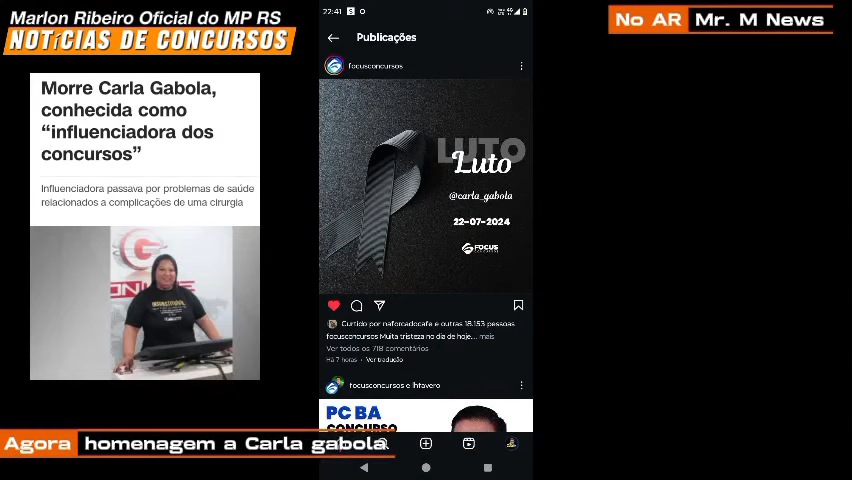 Marlon Ribeiro Oficial do MP RS
NOTíCIAS DE CONCURSOS
No AR Mr. M News
Morre Carla Gabola,
conhecida como
“influenciadora dos
concursos”
Influenciadora passava por problemas de saúde
relacionados a complicações de uma cirurgia
22:41
Publicações
focusconcursos
LUTO
Luto
@carla_gabola
22-07-2024
FOCUS
Curtido por naforcadocafe e outras 18.153 pessoas
focusconcursos Muita tristeza no dia de hoje... mais
Ver todos os 718 comentários
Há 7 horas • Ver tradução
focusconcursos e lhfavero
PC BA
CONCURSO
Agora homenagem a Carla gabola